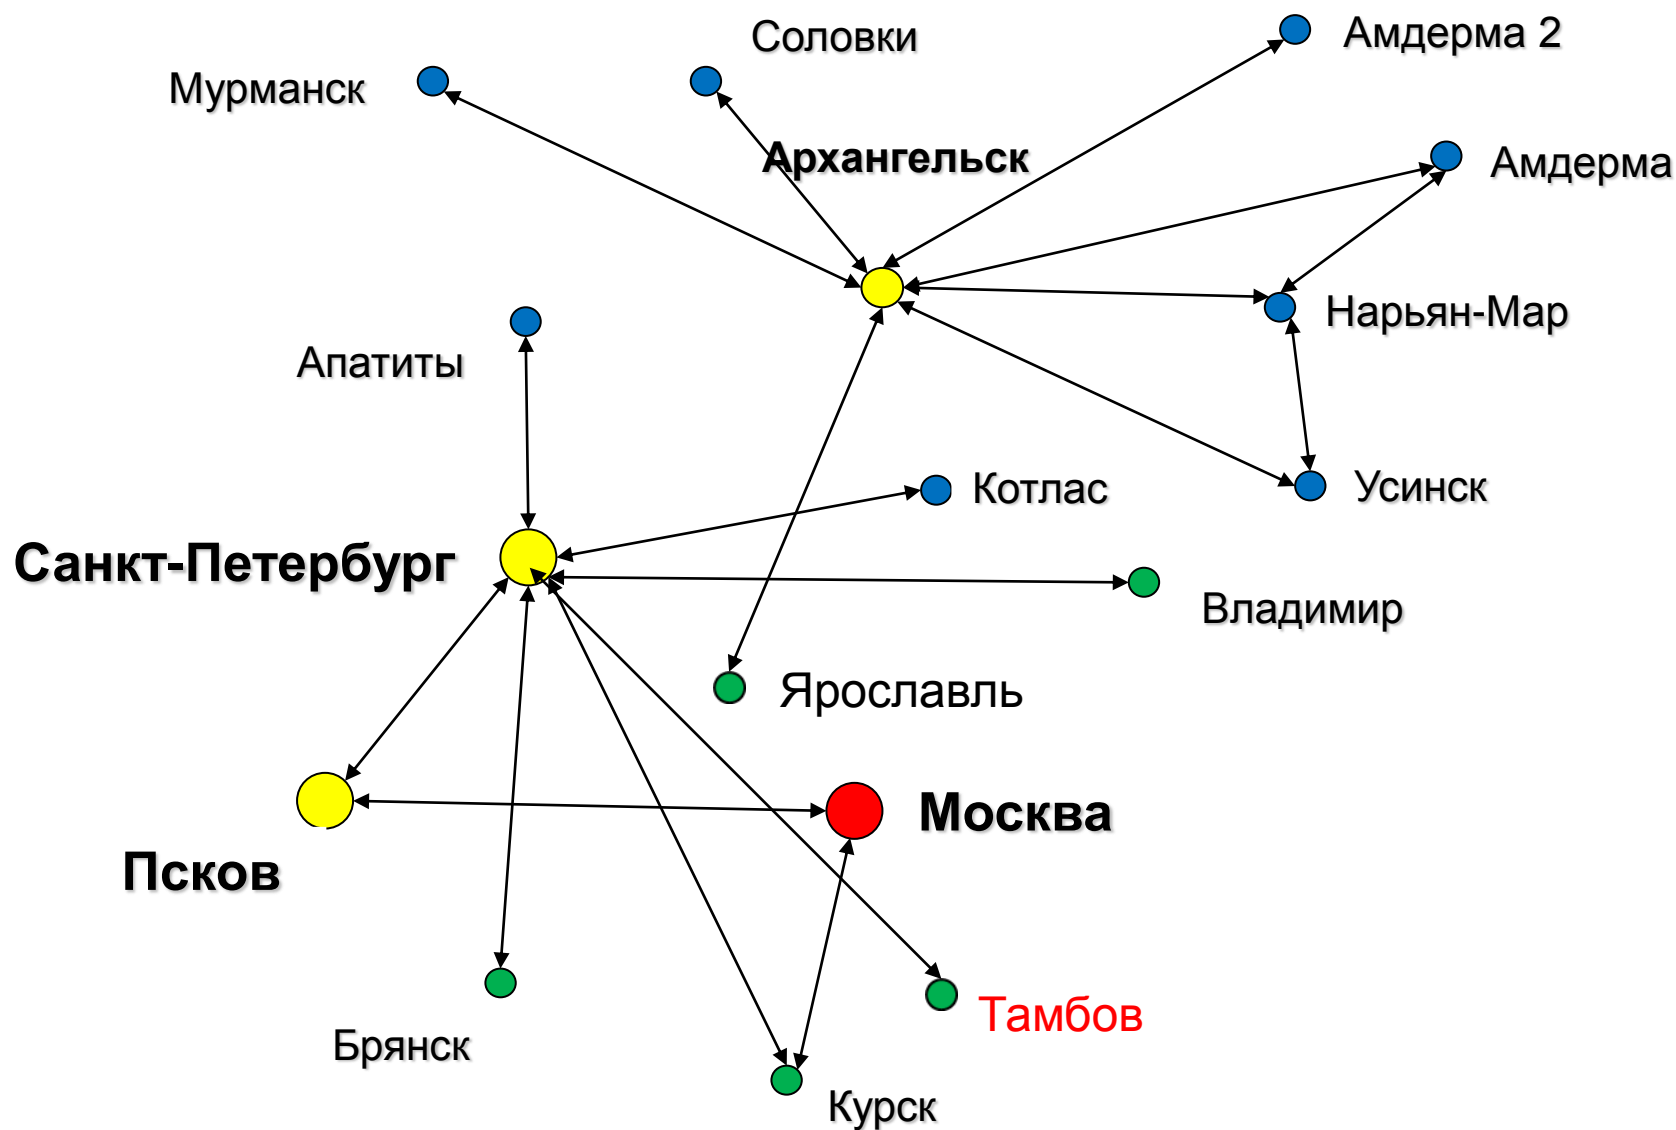 Соловки
Амдерма 2
Мурманск
Архангельск
Амдерма
Нарьян-Мар
Апатиты
Котлас
Усинск
Санкт-Петербург
Владимир
Ярославль
Москва
Псков
Тамбов
Брянск
Курск